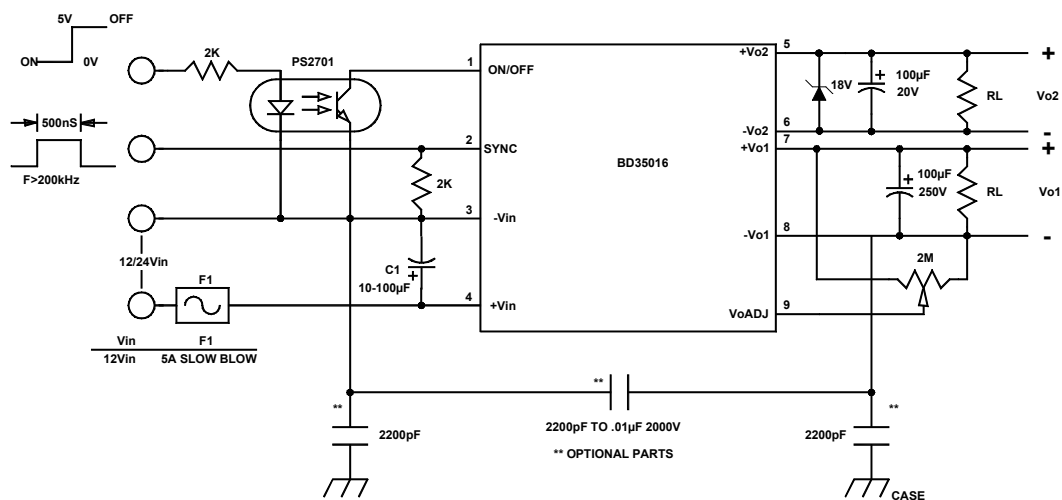 5V
OFF
ON
0V
2K
PS2701
1
ON/OFF
500nS
F>200kHz
2
SYNC
2K
3
-Vin
12/24Vin
C1
+
10-100µF
F1
4
+Vin
Vin F1
12Vin 5A SLOW BLOW
BD35016
+Vo2
5
18V
+
100µF
20V
RL
+
Vo2
-
6
-Vo2
7
+Vo1
+
100µF
250V
RL
+
Vo1
-
8
-Vo1
2M
VoADJ
9
**
2200pF
**
2200pF TO .01µF 2000V
** OPTIONAL PARTS
**
2200pF
CASE